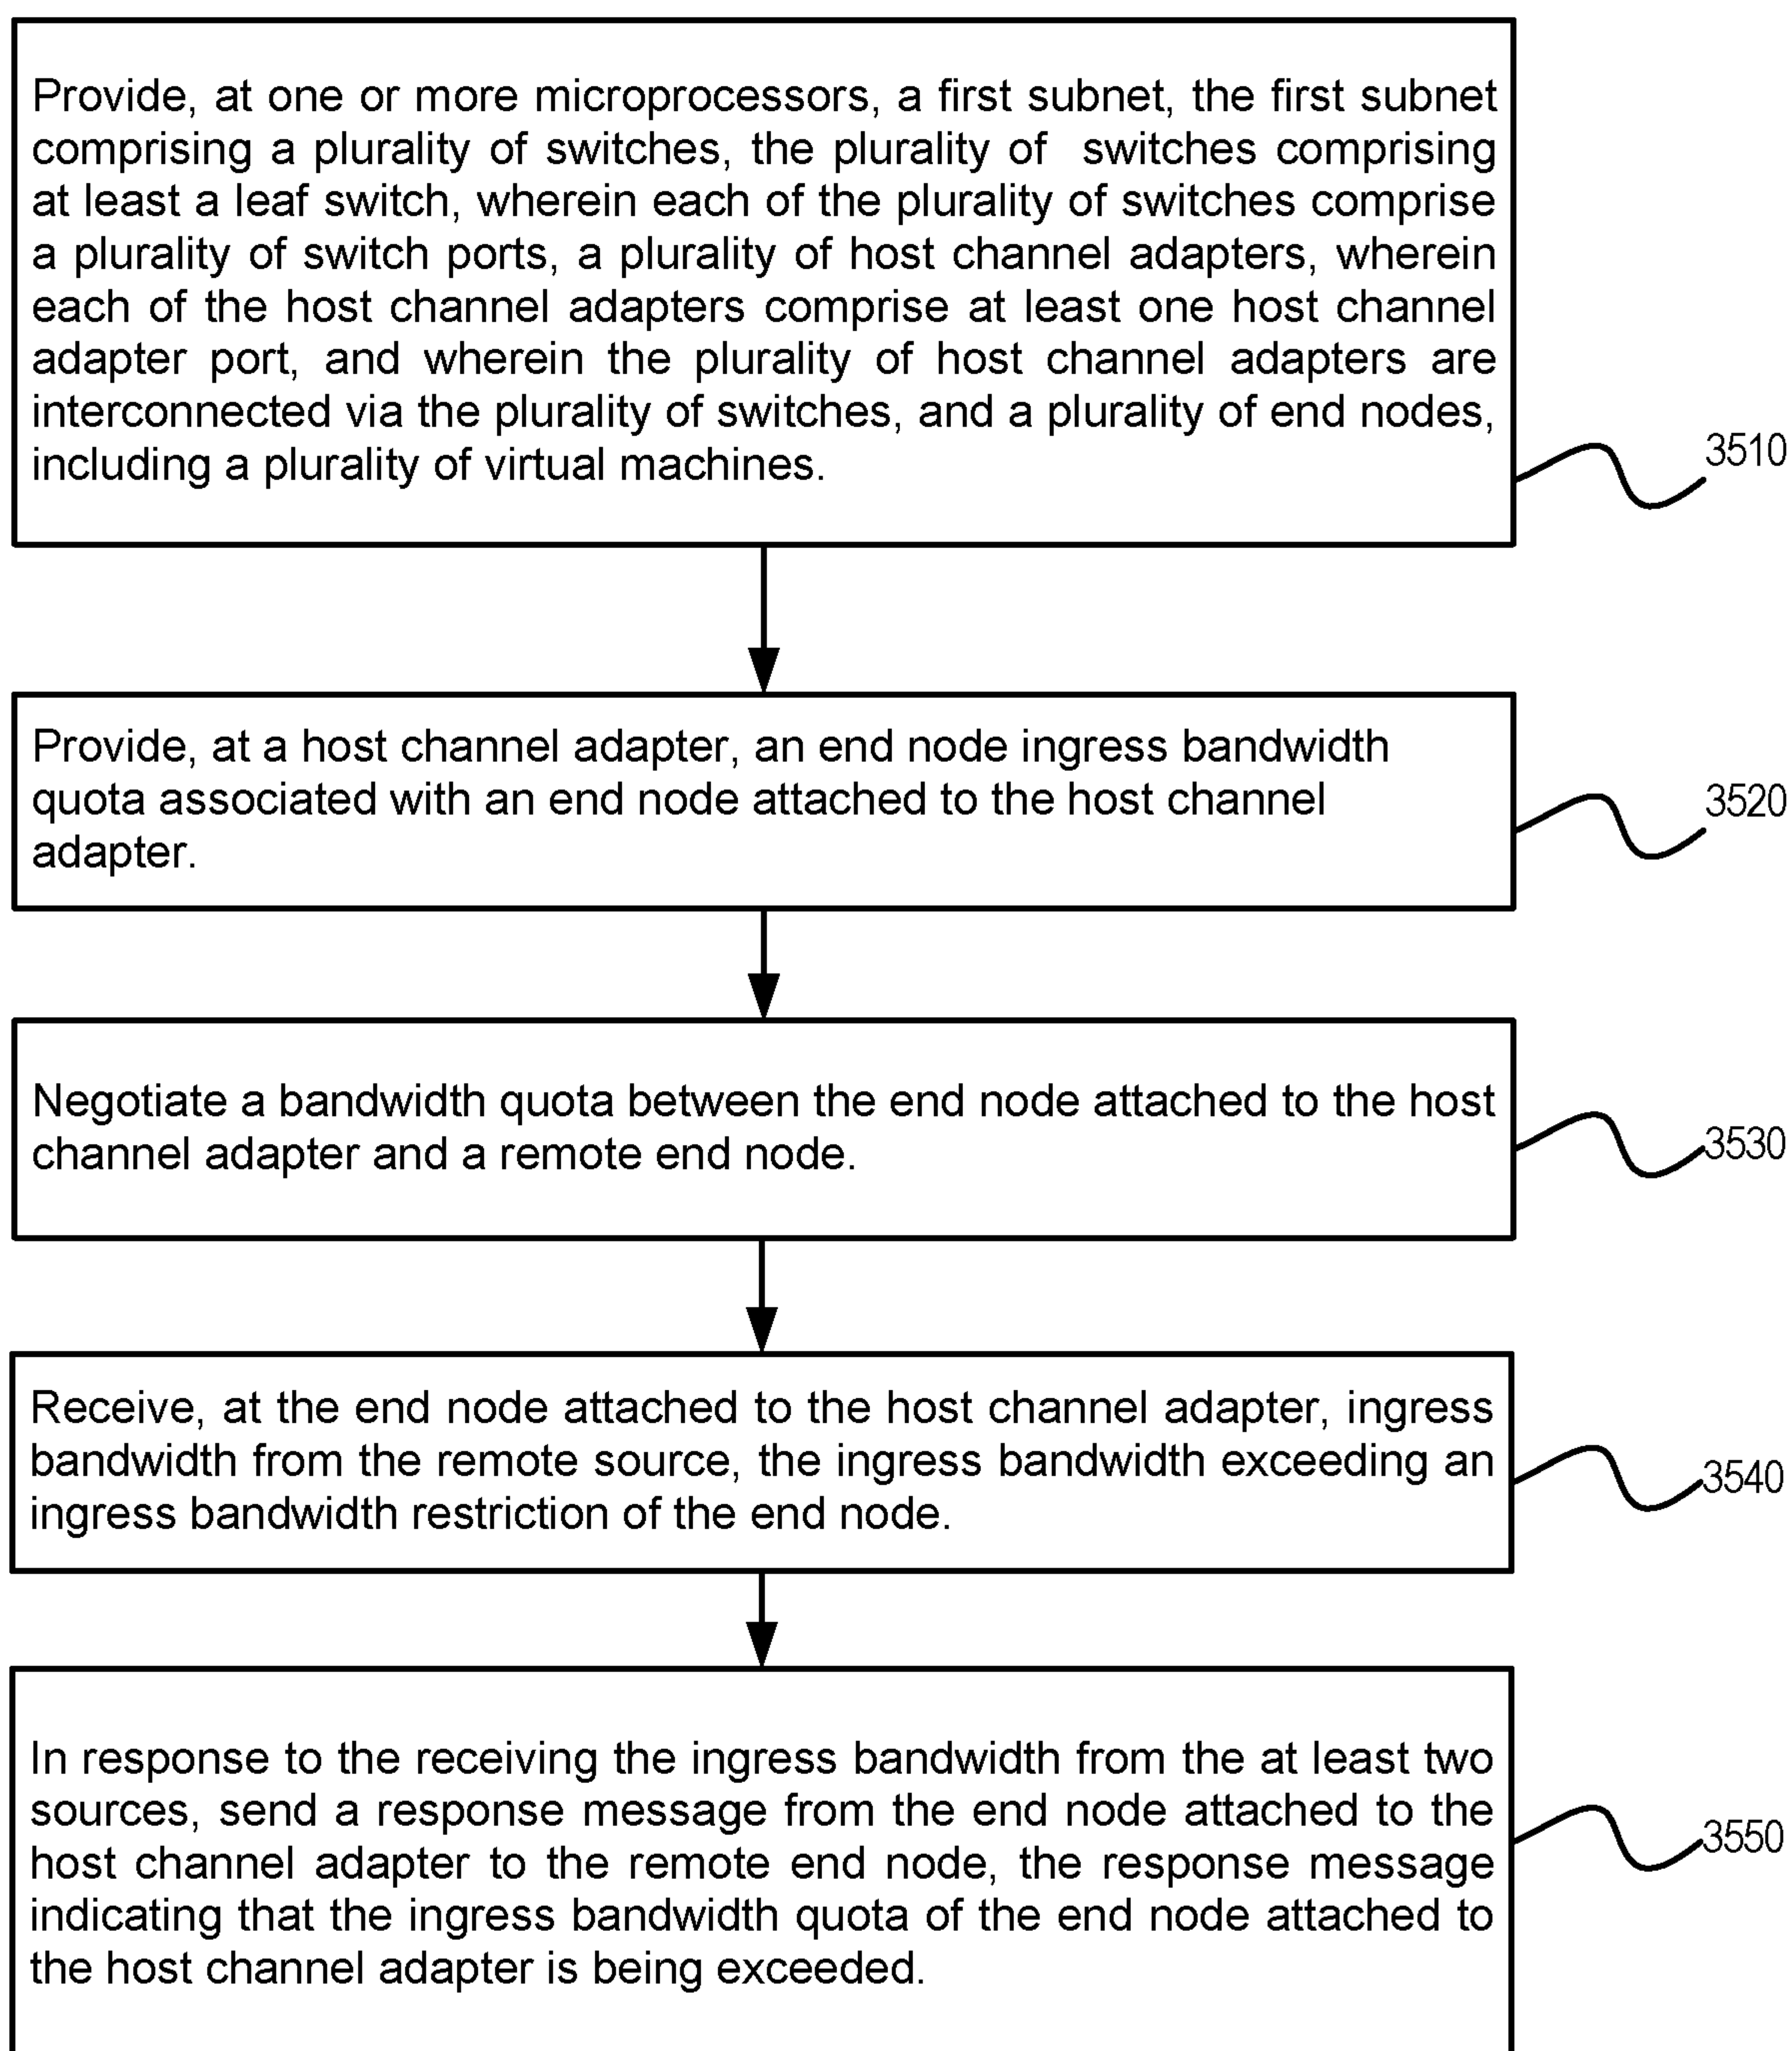 Provide, at one or more microprocessors, a first subnet, the first subnet
comprising a plurality of switches, the plurality of switches comprising
at least a leaf switch, wherein each of the plurality of switches comprise
a plurality of switch ports, a plurality of host channel adapters, wherein
each of the host channel adapters comprise at least one host channel
adapter port, and wherein the plurality of host channel adapters are
interconnected via the plurality of switches, and a plurality of end nodes,
including a plurality of virtual machines.
3510
Provide, at a host channel adapter, an end node ingress bandwidth
quota associated with an end node attached to the host channel
adapter.
3520
Negotiate a bandwidth quota between the end node attached to the host
channel adapter and a remote end node.
3530
Receive, at the end node attached to the host channel adapter, ingress
bandwidth from the remote source, the ingress bandwidth exceeding an
ingress bandwidth restriction of the end node.
3540
In response to the receiving the ingress bandwidth from the at least two
sources, send a response message from the end node attached to the
host channel adapter to the remote end node, the response message
indicating that the ingress bandwidth quota of the end node attached to
the host channel adapter is being exceeded.
3550